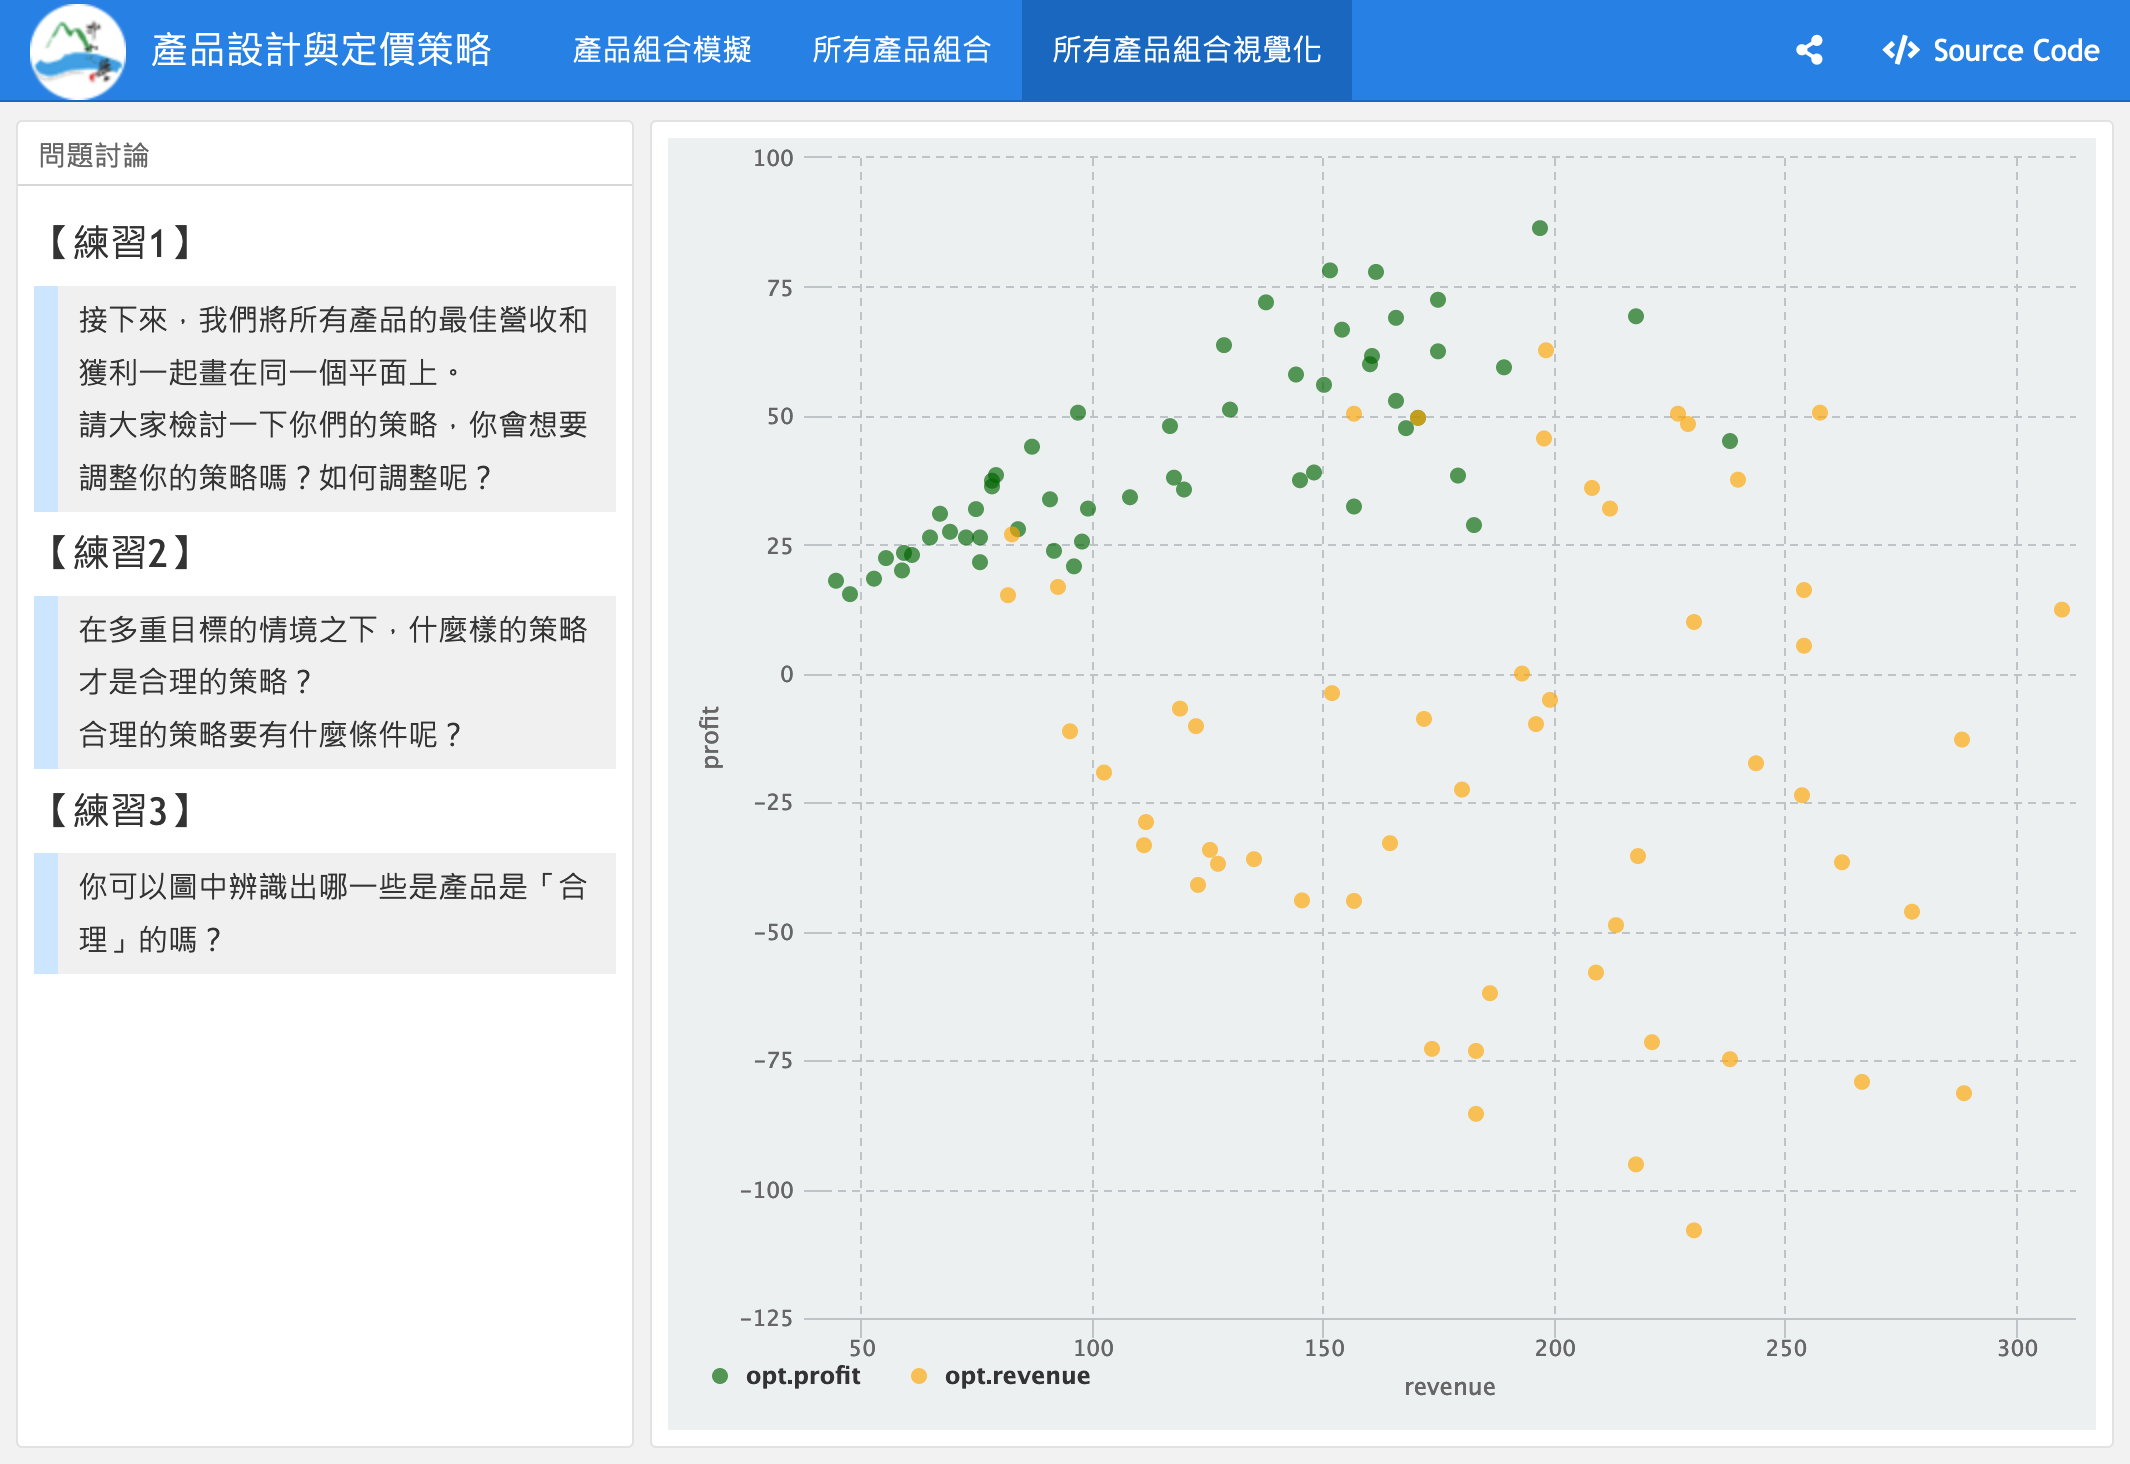 產品設計與定價策略
產品組合模擬
所有產品組合
所有產品組合視覺化
Source Code
問題討論
【練習1】
接下來，我們將所有產品的最佳營收和
獲利一起畫在同一個平面上。
請大家檢討一下你們的策略，你會想要
調整你的策略嗎？如何調整呢？
【練習2】
在多重目標的情境之下，什麼樣的策略
才是合理的策略？
合理的策略要有什麼條件呢？
【練習3】
你可以圖中辨識出哪一些是產品是「合
理」的嗎？
100
75
50
25
0
−25
−50
−75
−100
−125
profit
50
100
150
200
250
300
revenue
opt.profit
opt.revenue